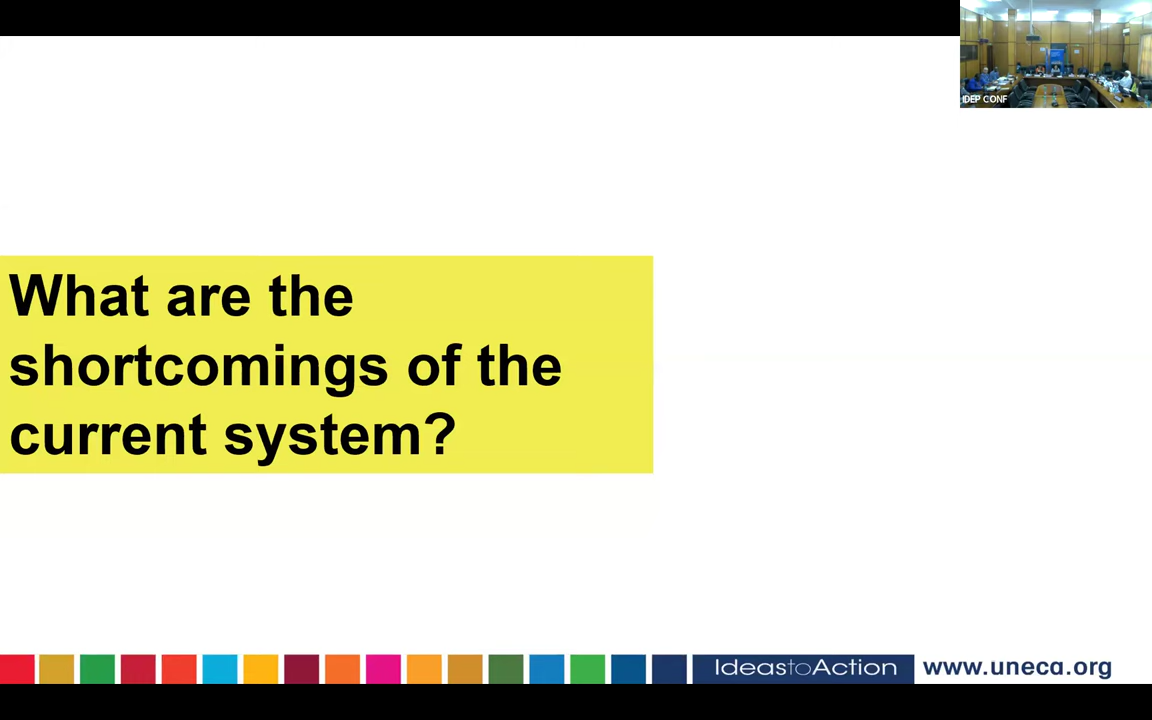 IDEP CONF
What are the
shortcomings of the
current system?
IdeastoAction
www.uneca.org